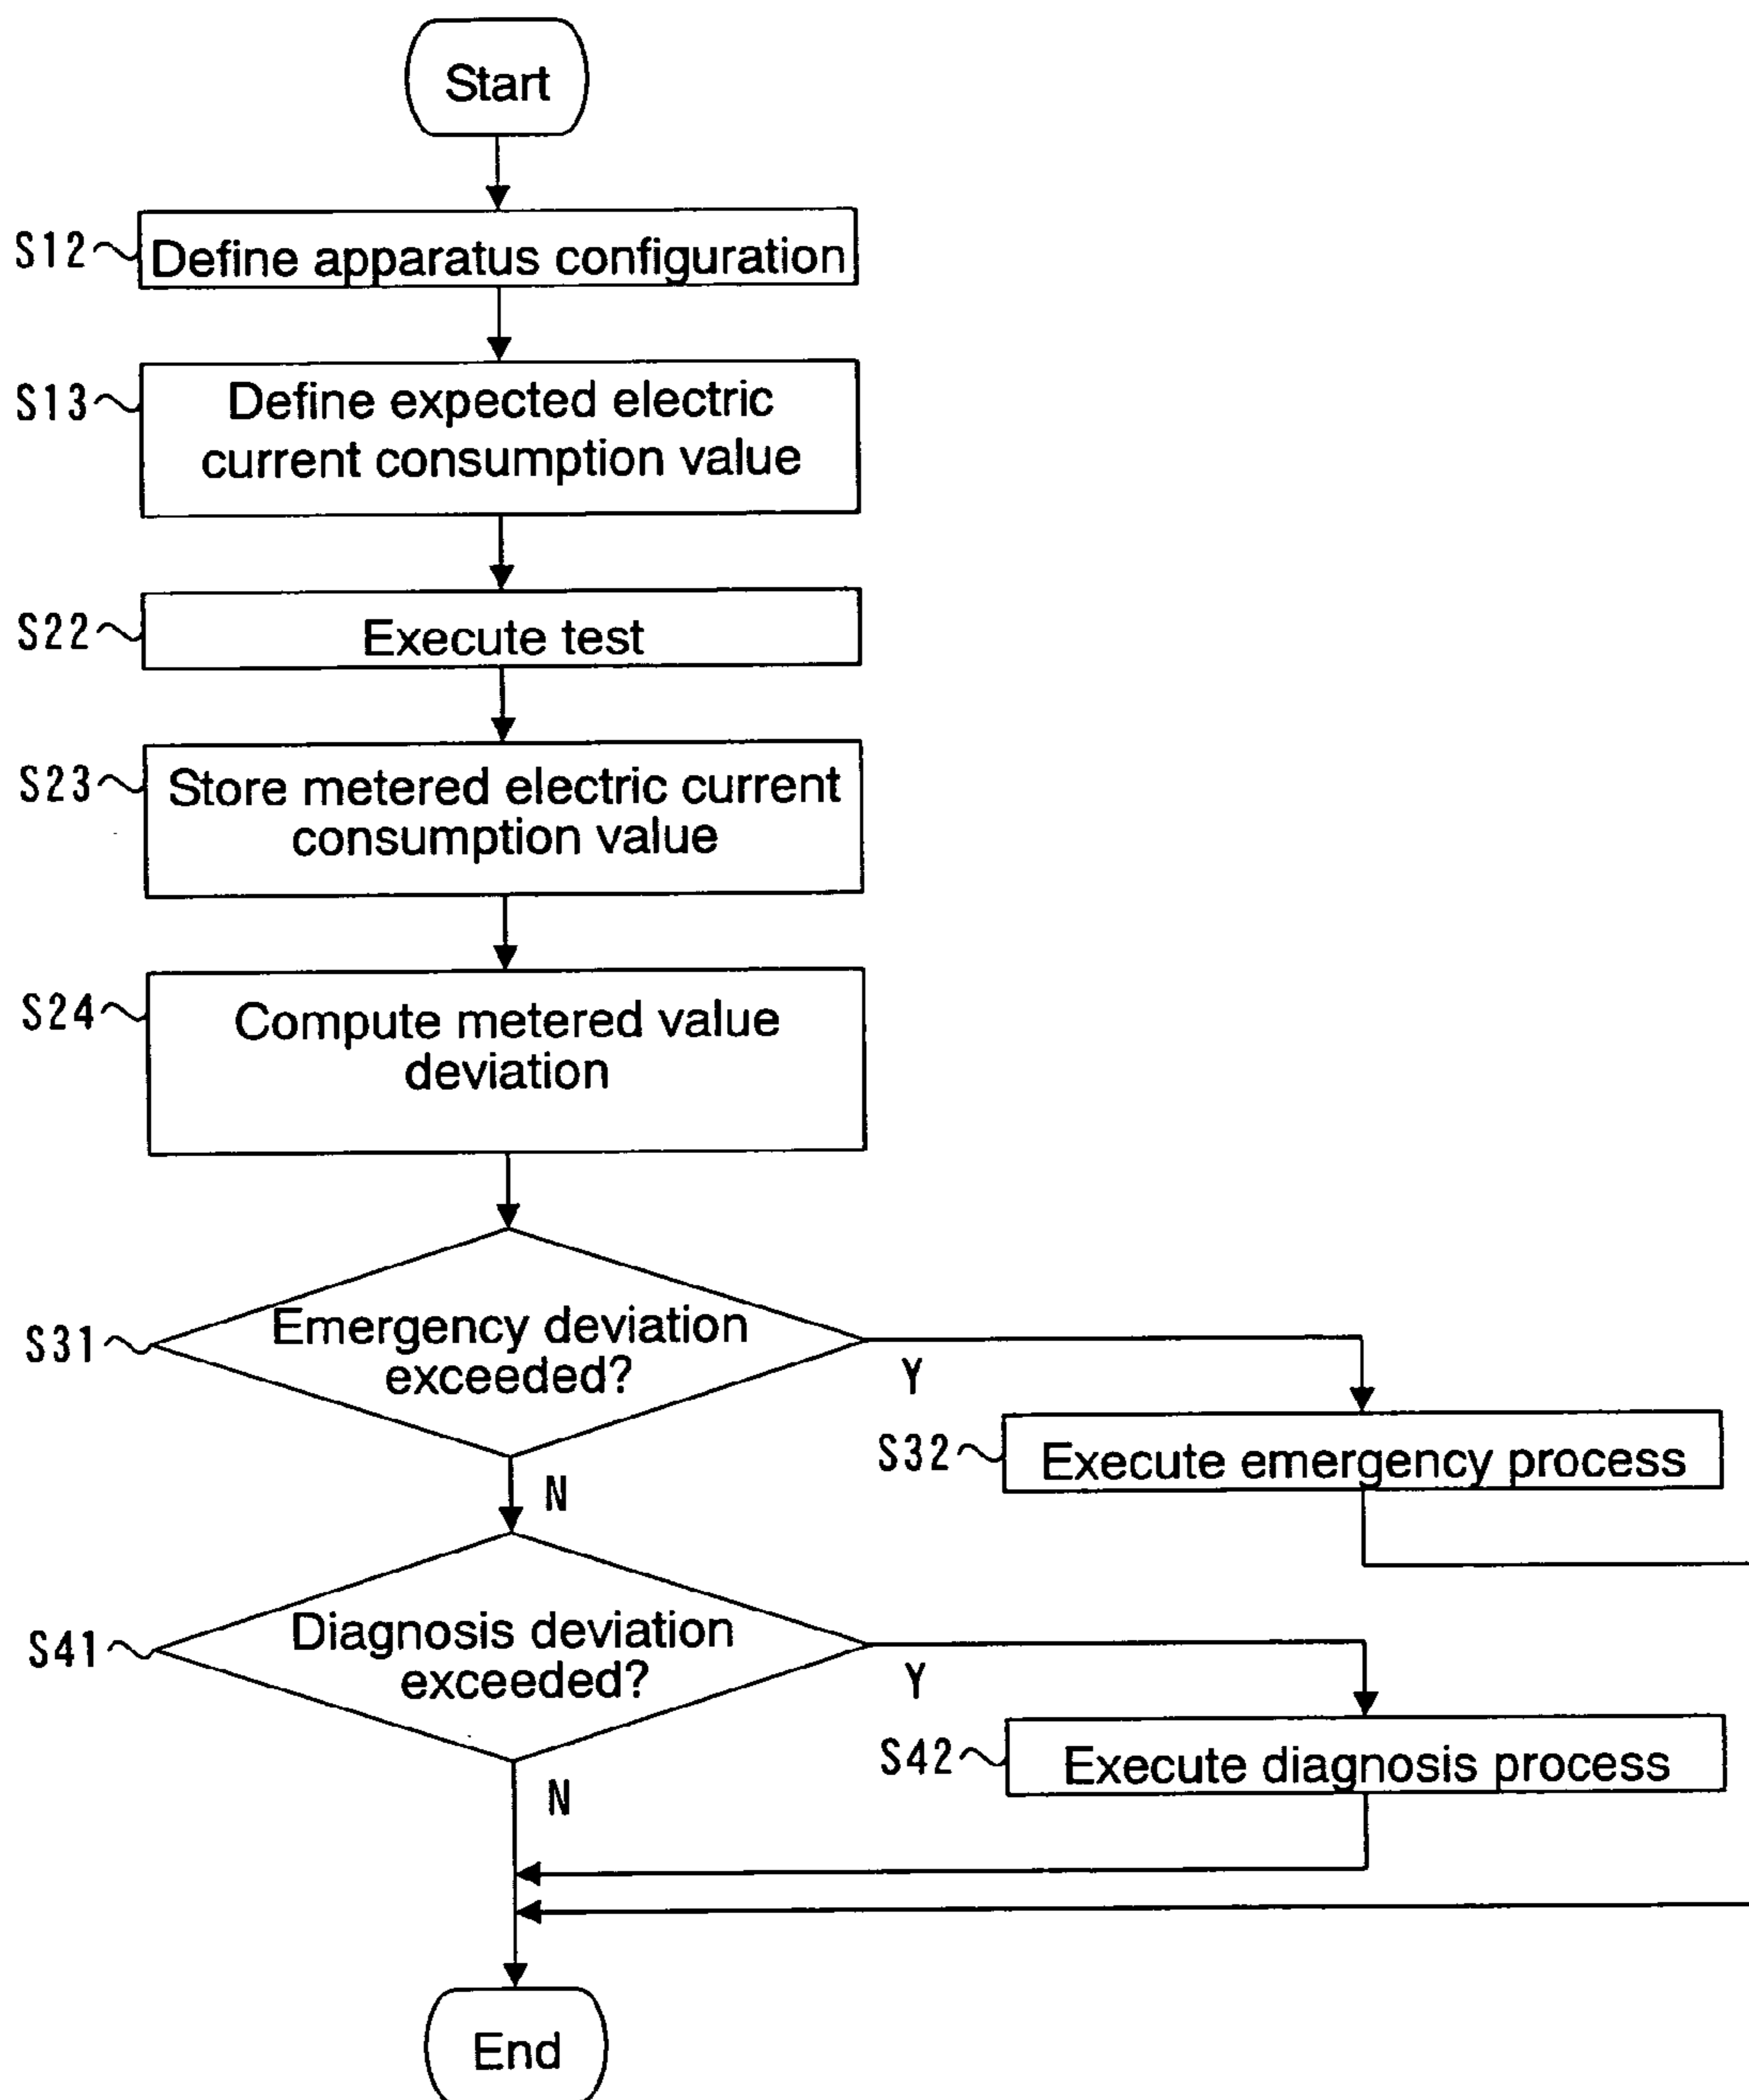 Start
S12
Define apparatus configuration
S13
Define expected electric
current consumption value
S22
Execute test
S23
Store metered electric current
consumption value
S24
Compute metered value
deviation
S31
Emergency deviation
exceeded?
Y
S32
Execute emergency process
N
S41
Diagnosis deviation
exceeded?
Y
S42
Execute diagnosis process
N
End